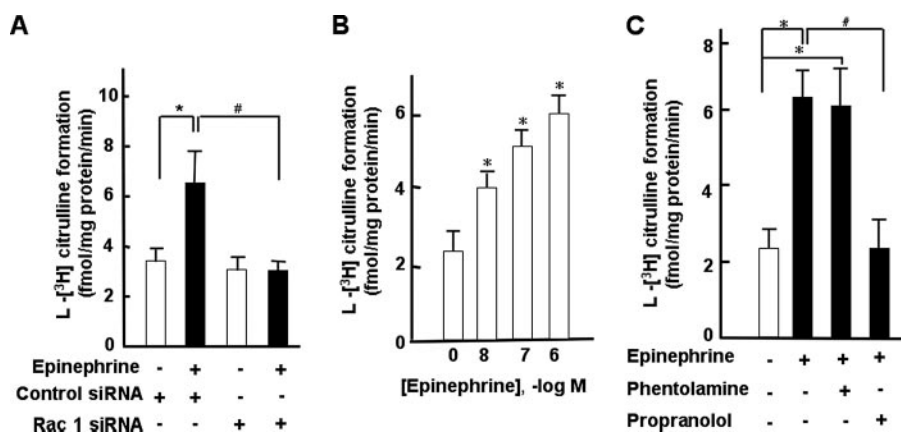 A
L -[³H] citrulline formation
(fmol/mg protein/min)
10
8
6
4
2
0
*
#
Epinephrine - + - +
Control siRNA + + - -
Rac 1 siRNA - - + +
B
L -[³H] citrulline formation
(fmol/mg protein/min)
6
4
2
0
*
*
*
0 8 7 6
[Epinephrine], -log M
C
L -[³H] citrulline formation
(fmol/mg protein/min)
8
6
4
2
0
*
#
*
Epinephrine - + + +
Phentolamine - - + -
Propranolol - - - +